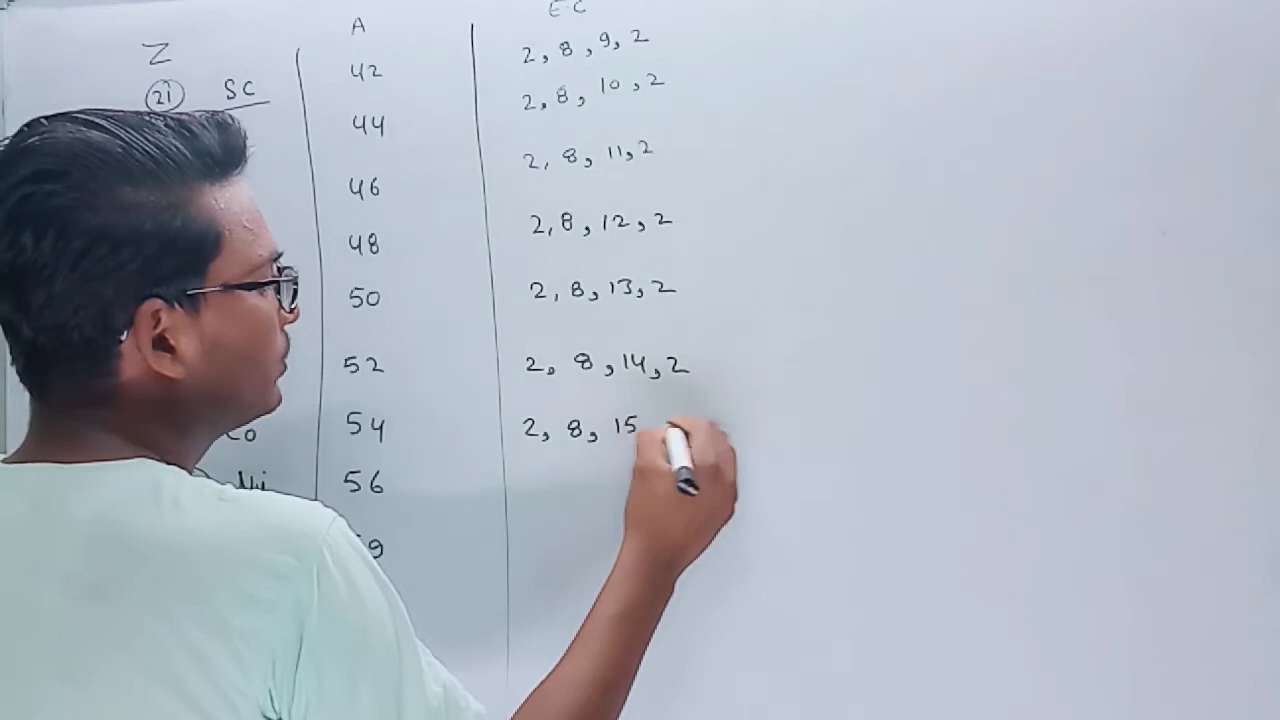 Z A E C
21 SC 42 2, 8, 9, 2
44 2, 8, 10, 2
46 2, 8, 11, 2
48 2, 8, 12, 2
50 2, 8, 13, 2
52 2, 8, 14, 2
Co 54 2, 8, 15
Ni 56
9